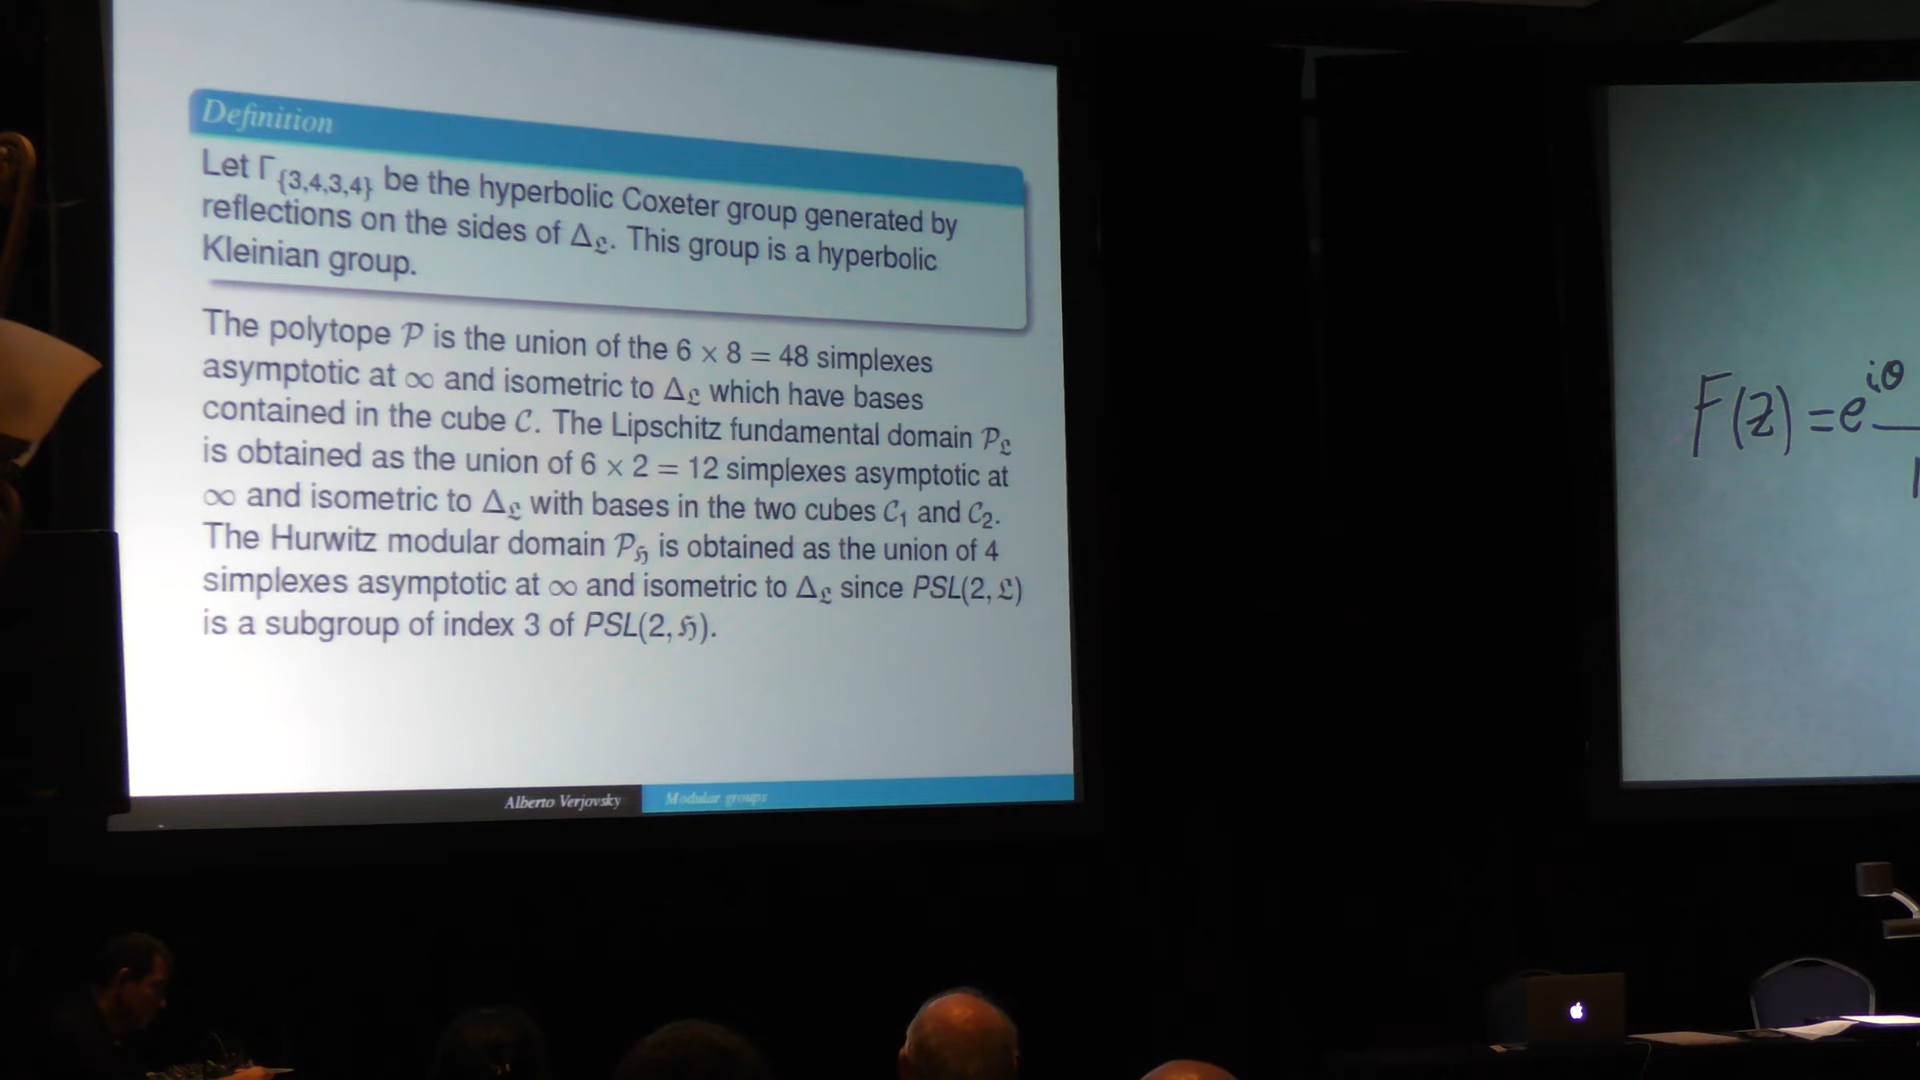 Definition
Let Γ{3,4,3,4} be the hyperbolic Coxeter group generated by
reflections on the sides of Δ𝔏. This group is a hyperbolic
Kleinian group.
The polytope 𝒫 is the union of the 6 × 8 = 48 simplexes
asymptotic at ∞ and isometric to Δ𝔏 which have bases
contained in the cube 𝒞. The Lipschitz fundamental domain 𝒫𝔏
is obtained as the union of 6 × 2 = 12 simplexes asymptotic at
∞ and isometric to Δ𝔏 with bases in the two cubes 𝒞₁ and 𝒞₂.
The Hurwitz modular domain 𝒫ℌ is obtained as the union of 4
simplexes asymptotic at ∞ and isometric to Δ𝔏 since PSL(2, 𝔏)
is a subgroup of index 3 of PSL(2, ℌ).
Alberto Verjovsky
Modular groups
F(z) = e^{iθ}